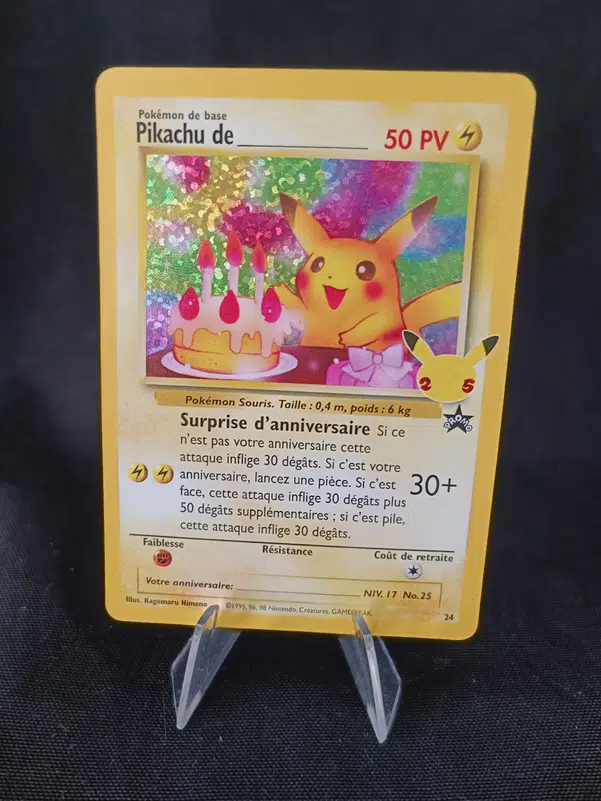 Pokémon de base
Pikachu de
50 PV
25
PROMO
Pokémon Souris. Taille : 0,4 m, poids : 6 kg
Surprise d'anniversaire Si ce
n'est pas votre anniversaire cette
attaque inflige 30 dégâts. Si c'est votre
anniversaire, lancez une pièce. Si c'est
face, cette attaque inflige 30 dégâts plus
50 dégâts supplémentaires ; si c'est pile,
cette attaque inflige 30 dégâts.
30+
Faiblesse Résistance Coût de retraite
Votre anniversaire: NIV. 17 No.25
Illus. Kagemaru Himeno ©1995, 96, 98 Nintendo, Creatures, GAMEFREAK. 24